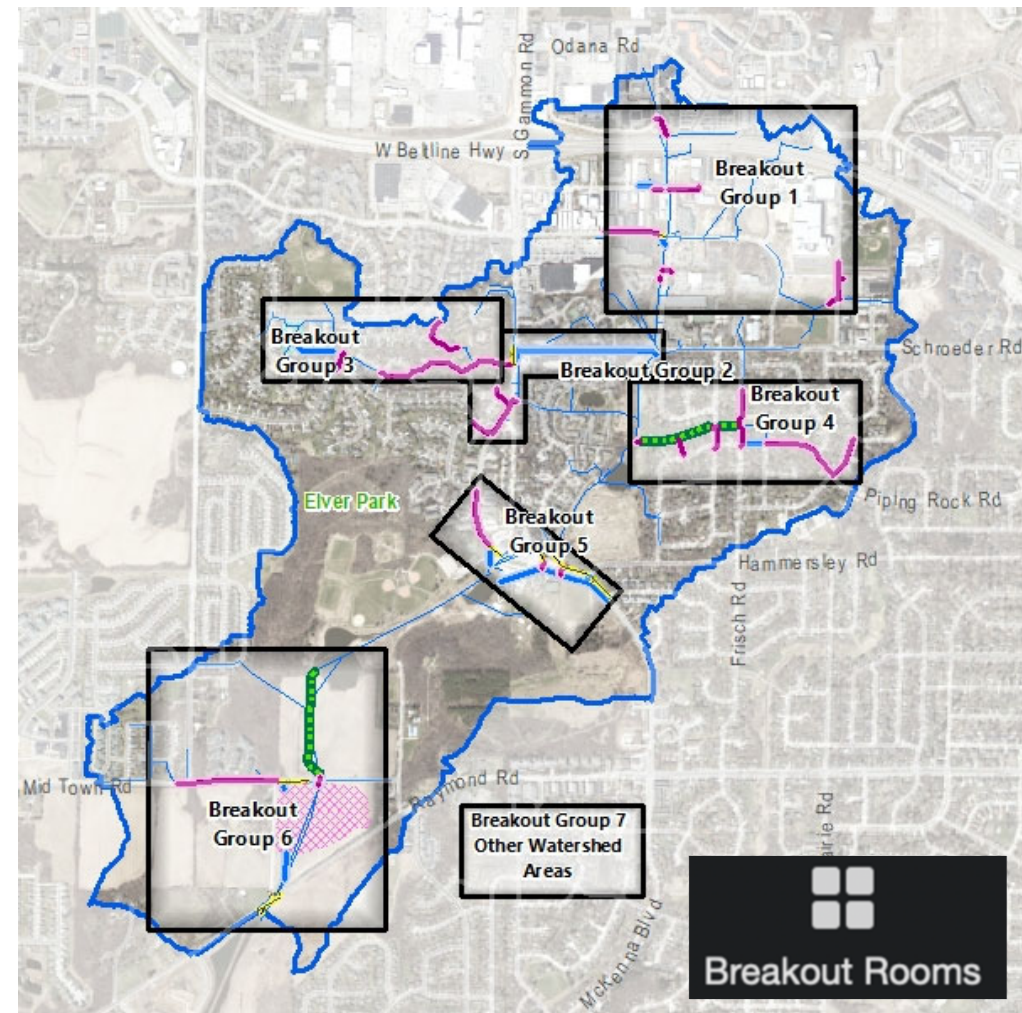 Odana Rd
S Gammon Rd
W Beltline Hwy
Breakout
Group 1
Breakout
Group 3
Schroeder Rd
Breakout Group 2
Breakout
Group 4
Elver Park
Piping Rock Rd
Breakout
Group 5
Hammersley Rd
Frisch Rd
Mid Town Rd
Raymond Rd
Breakout
Group 6
Breakout Group 7
Other Watershed
Areas
airie Rd
McKenna Blvd
Breakout Rooms